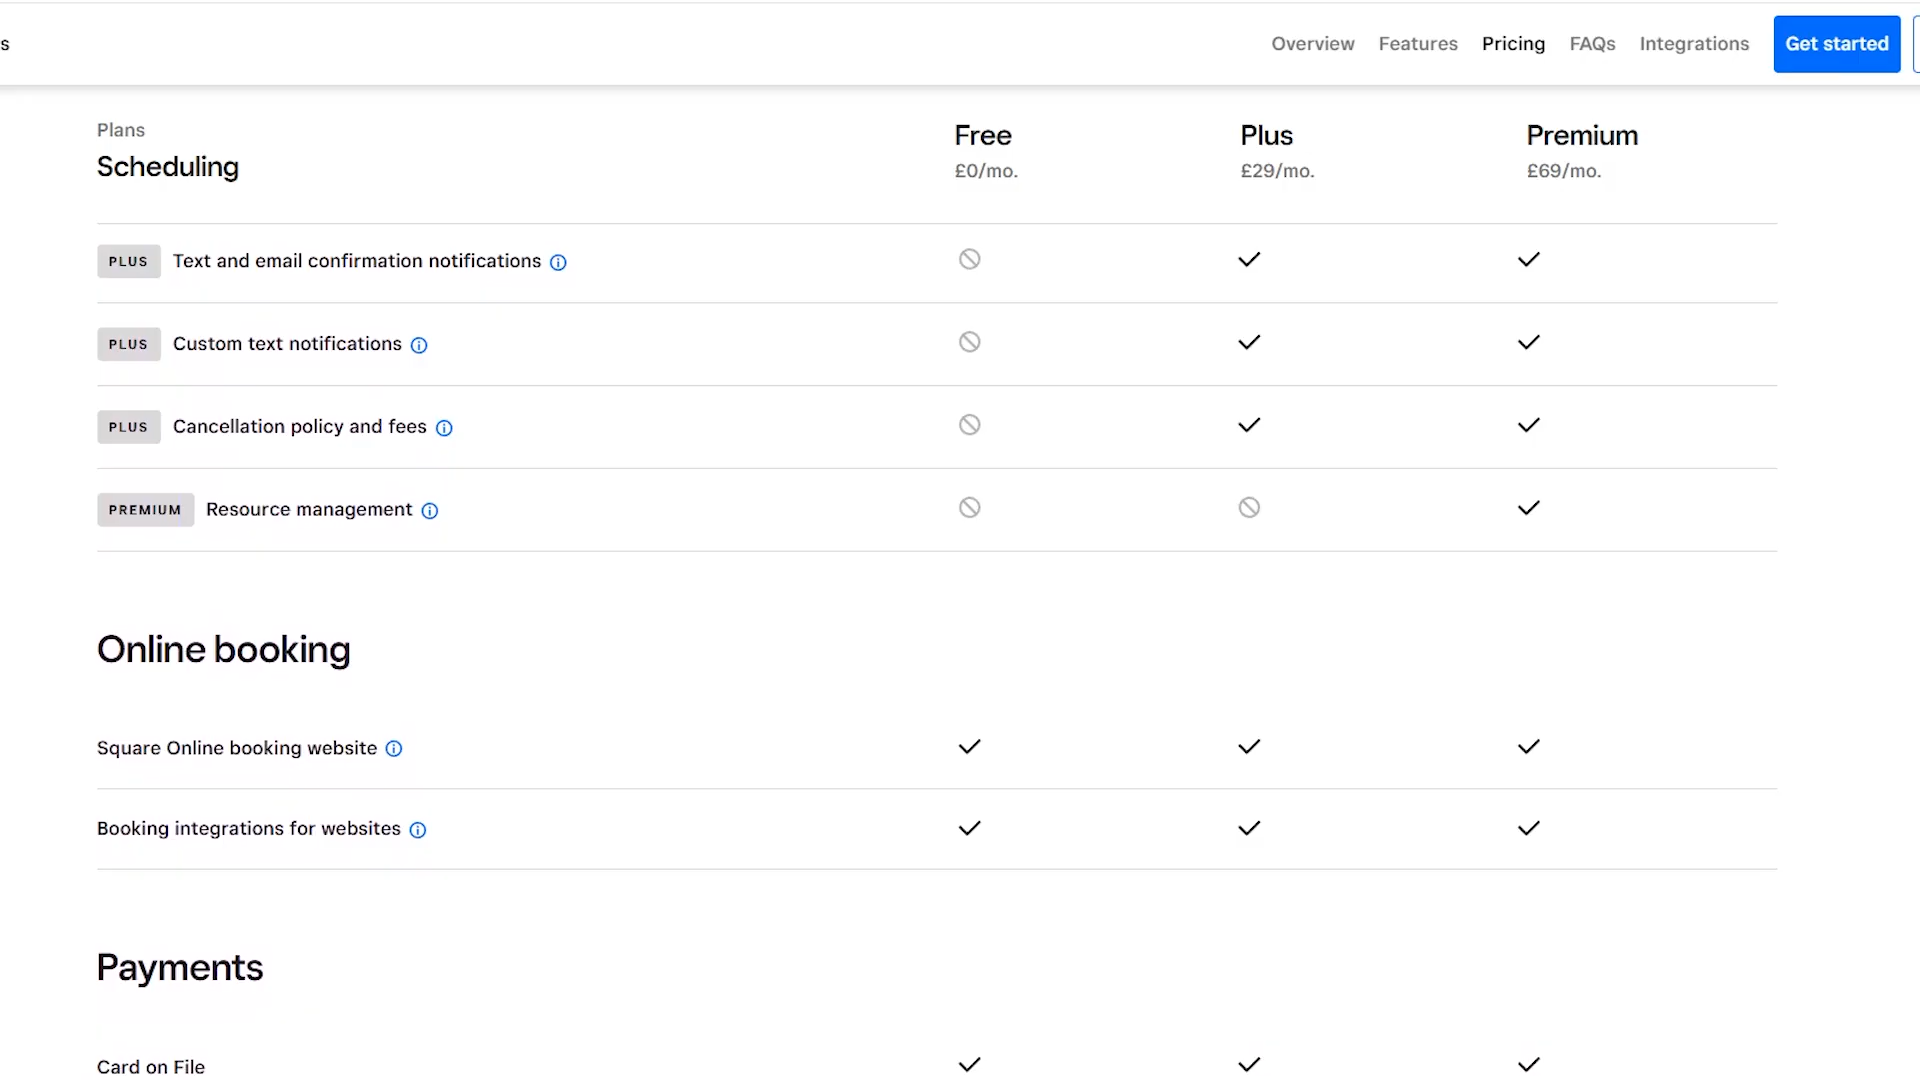 s
Overview Features Pricing FAQs Integrations Get started
Plans
Scheduling
Free Plus Premium
£0/mo. £29/mo. £69/mo.
PLUS Text and email confirmation notifications
PLUS Custom text notifications
PLUS Cancellation policy and fees
PREMIUM Resource management
Online booking
Square Online booking website
Booking integrations for websites
Payments
Card on File